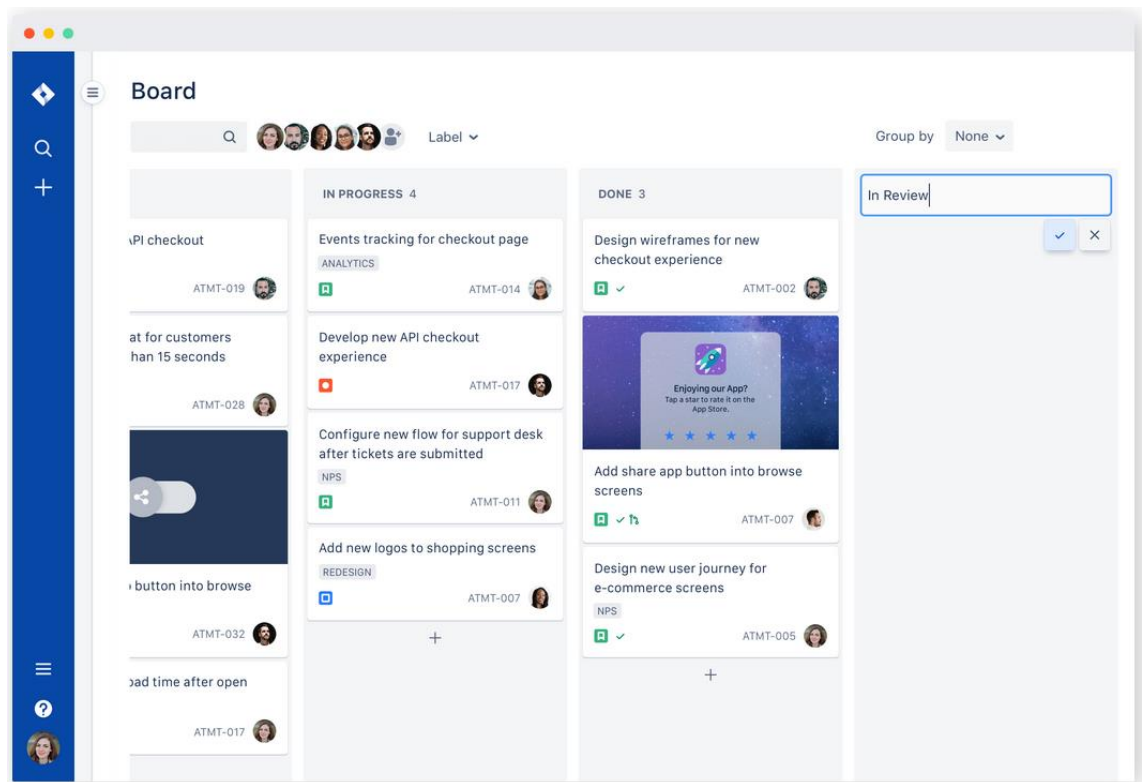 Board
Label
Group by None
API checkout
ATMT-019
at for customers
han 15 seconds
ATMT-028
button into browse
ATMT-032
oad time after open
ATMT-017
IN PROGRESS 4
Events tracking for checkout page
ANALYTICS
ATMT-014
Develop new API checkout
experience
ATMT-017
Configure new flow for support desk
after tickets are submitted
NPS
ATMT-011
Add new logos to shopping screens
REDESIGN
ATMT-007
DONE 3
Design wireframes for new
checkout experience
ATMT-002
Enjoying our App?
Tap a star to rate it on the
App Store.
Add share app button into browse
screens
ATMT-007
Design new user journey for
e-commerce screens
NPS
ATMT-005
In Review